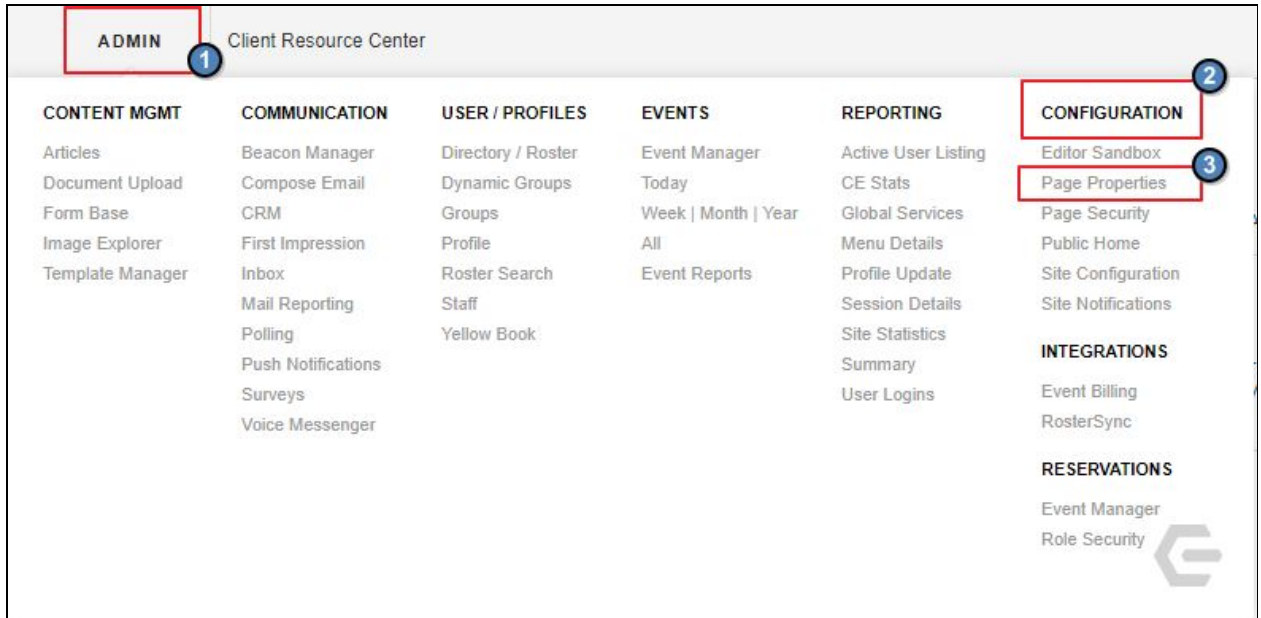 ADMIN
1
Client Resource Center
2
CONTENT MGMT
Articles
Document Upload
Form Base
Image Explorer
Template Manager
COMMUNICATION
Beacon Manager
Compose Email
CRM
First Impression
Inbox
Mail Reporting
Polling
Push Notifications
Surveys
Voice Messenger
USER / PROFILES
Directory / Roster
Dynamic Groups
Groups
Profile
Roster Search
Staff
Yellow Book
EVENTS
Event Manager
Today
Week | Month | Year
All
Event Reports
REPORTING
Active User Listing
CE Stats
Global Services
Menu Details
Profile Update
Session Details
Site Statistics
Summary
User Logins
CONFIGURATION
Editor Sandbox
3
Page Properties
Page Security
Public Home
Site Configuration
Site Notifications
INTEGRATIONS
Event Billing
RosterSync
RESERVATIONS
Event Manager
Role Security